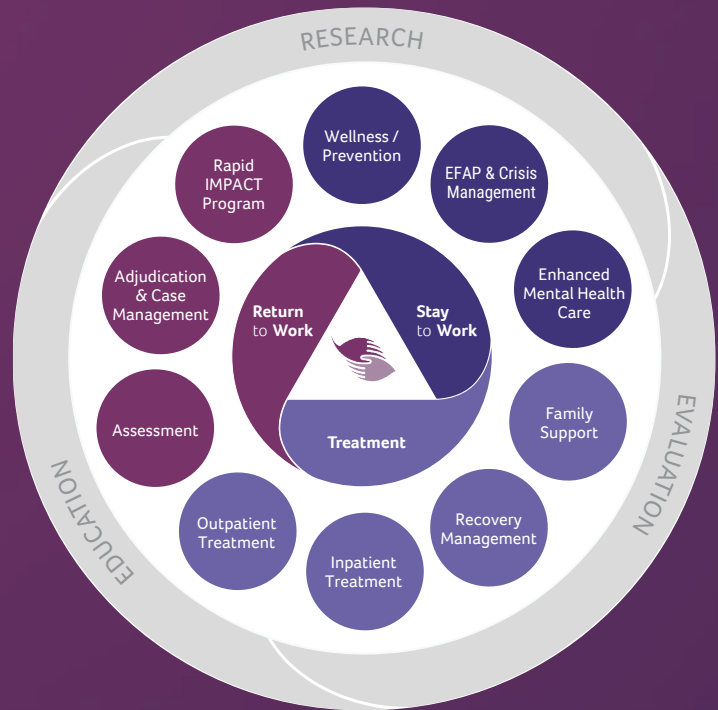 RESEARCH
Wellness /
Prevention
EFAP & Crisis
Management
Enhanced
Mental Health
Care
Family
Support
Recovery
Management
Inpatient
Treatment
Outpatient
Treatment
Assessment
Adjudication
& Case
Management
Rapid
IMPACT
Program
Return
to Work
Stay
to Work
Treatment
EVALUATION
EDUCATION